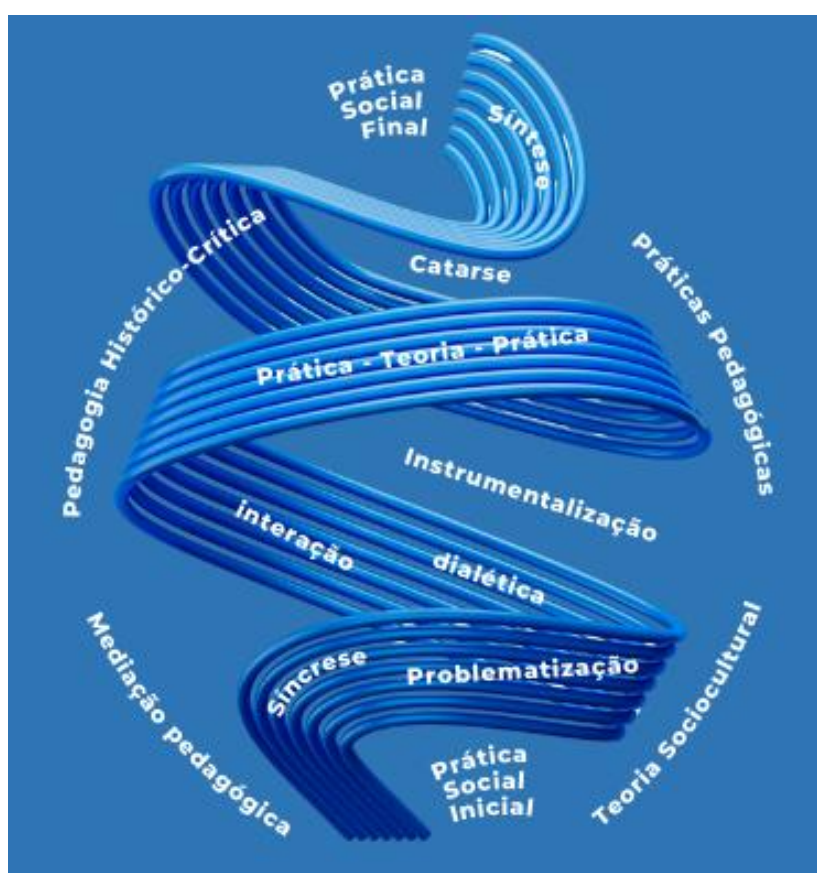 Prática
Social
Final
Síntese
Pedagogia Histórico-Crítica
Catarse
Práticas Pedagógicas
Prática - Teoria - Prática
Instrumentalização
interação
dialética
Mediação pedagógica
Síncrese
Problematização
Teoria Sociocultural
Prática
Social
Inicial